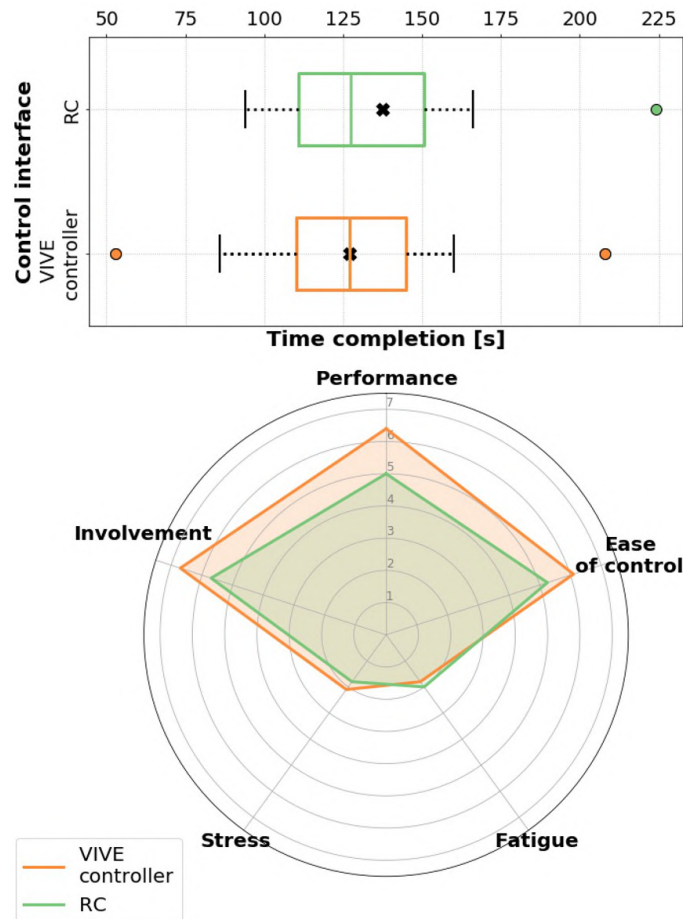 50 75 100 125 150 175 200 225
Control interface
RC
VIVE
controller
Time completion [s]
Performance
7
6
5
4
3
2
1
Involvement
Ease
of control
Stress
Fatigue
VIVE
controller
RC